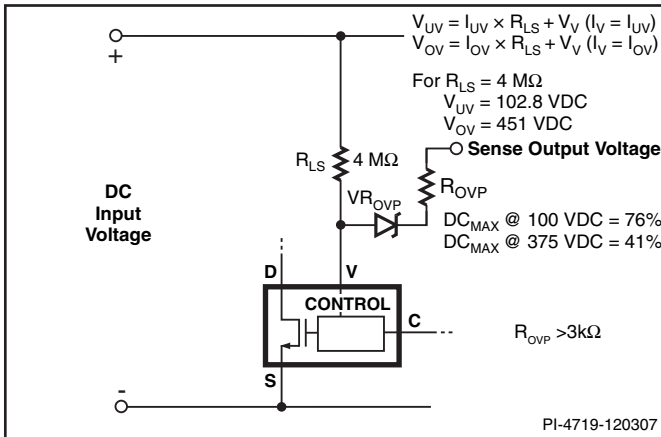 V_UV = I_UV × R_LS + V_V (I_V = I_UV)
V_OV = I_OV × R_LS + V_V (I_V = I_OV)
+
For R_LS = 4 MΩ
V_UV = 102.8 VDC
V_OV = 451 VDC
Sense Output Voltage
R_LS 4 MΩ
R_OVP
VR_OVP
DC
Input
Voltage
DC_MAX @ 100 VDC = 76%
DC_MAX @ 375 VDC = 41%
D V
CONTROL
C
R_OVP >3kΩ
S
-
PI-4719-120307